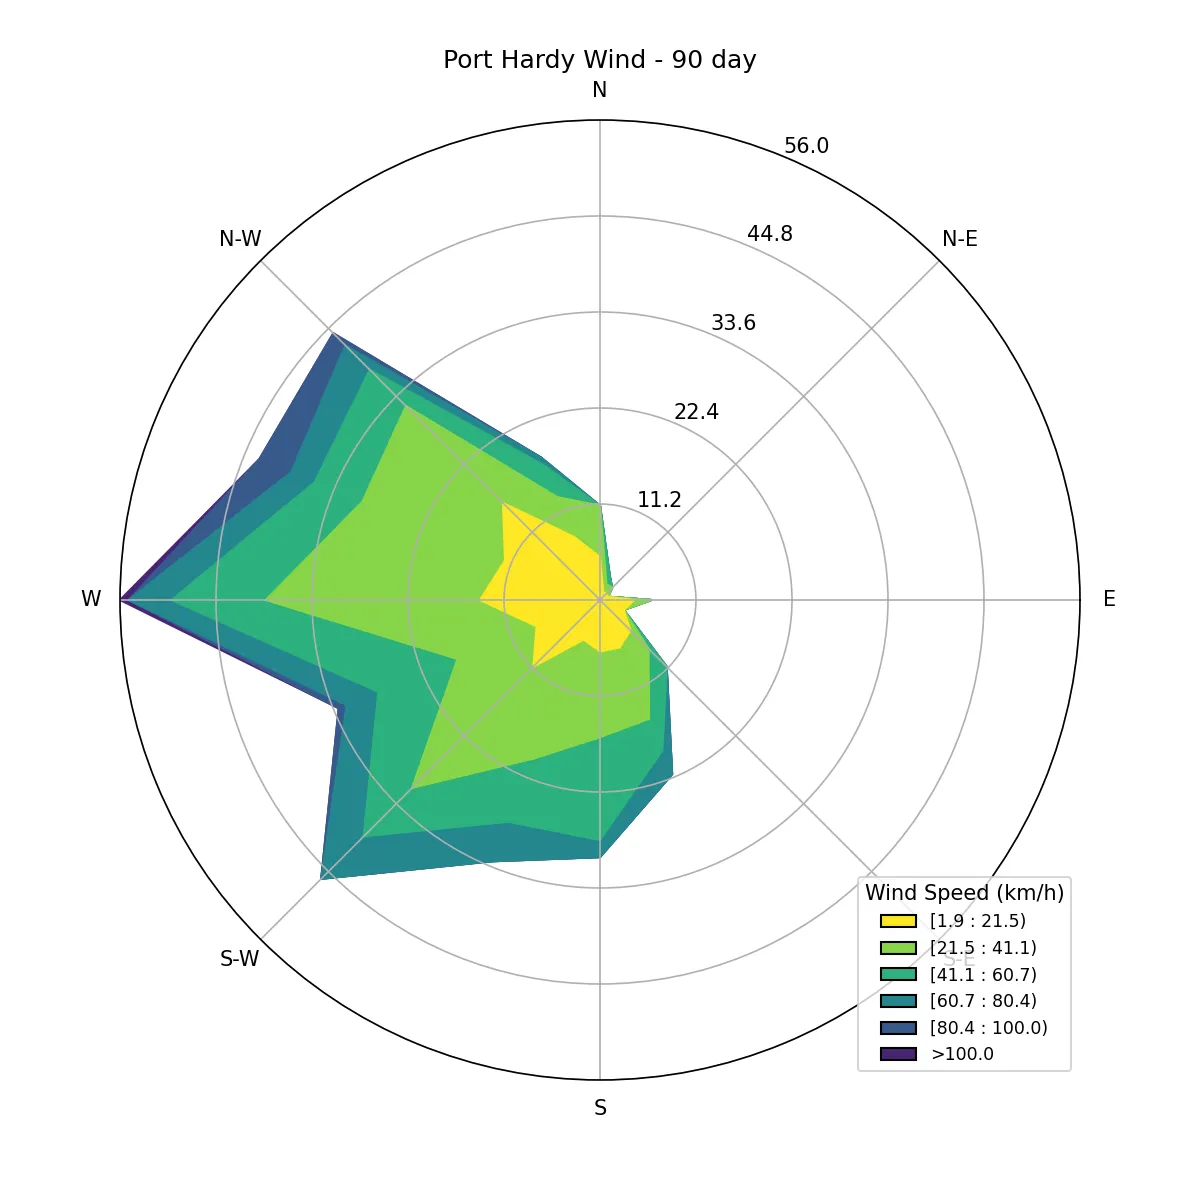 Port Hardy Wind - 90 day
N
56.0
N-W
N-E
44.8
33.6
22.4
11.2
W
E
S-W
S-E
S
Wind Speed (km/h)
[1.9 : 21.5)
[21.5 : 41.1)
[41.1 : 60.7)
[60.7 : 80.4)
[80.4 : 100.0)
>100.0